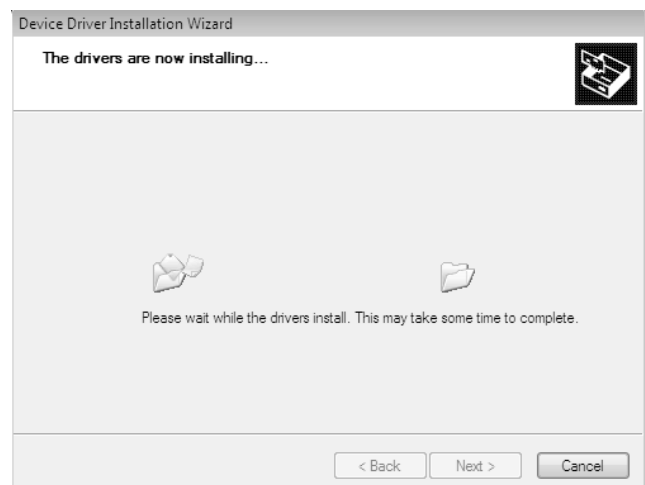 Device Driver Installation Wizard
The drivers are now installing...
Please wait while the drivers install. This may take some time to complete.
< Back Next > Cancel